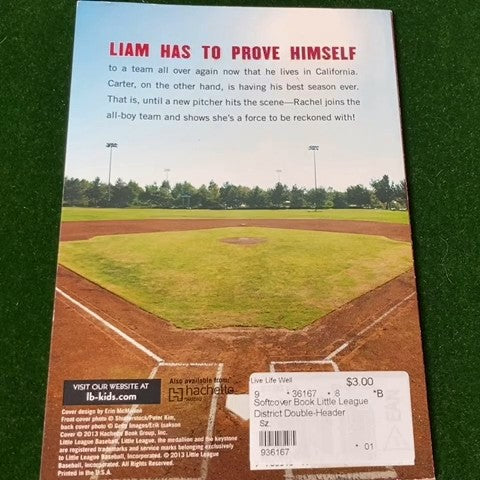 LIAM HAS TO PROVE HIMSELF
to a team all over again now that he lives in California.
Carter, on the other hand, is having his best season ever.
That is, until a new pitcher hits the scene—Rachel joins the
all-boy team and shows she's a force to be reckoned with!
VISIT OUR WEBSITE AT
lb-kids.com
Also available from:
hachette
Cover design by Erin McMahon
Front cover photo © Shutterstock/Peter Kim,
back cover photo © Getty Images/Erik Isakson
Cover © 2013 Hachette Book Group, Inc.
Little League Baseball, Little League, the medallion and the keystone
are registered trademarks and service marks exclusively
of Little League Baseball, Incorporated. © 2013 Little League
Baseball, Incorporated. All Rights Reserved.
Printed in the U.S.A.
Live Life Well
$3.00
9 36167 8 *B
Softcover Book Little League
District Double-Header
Sz
936167
01